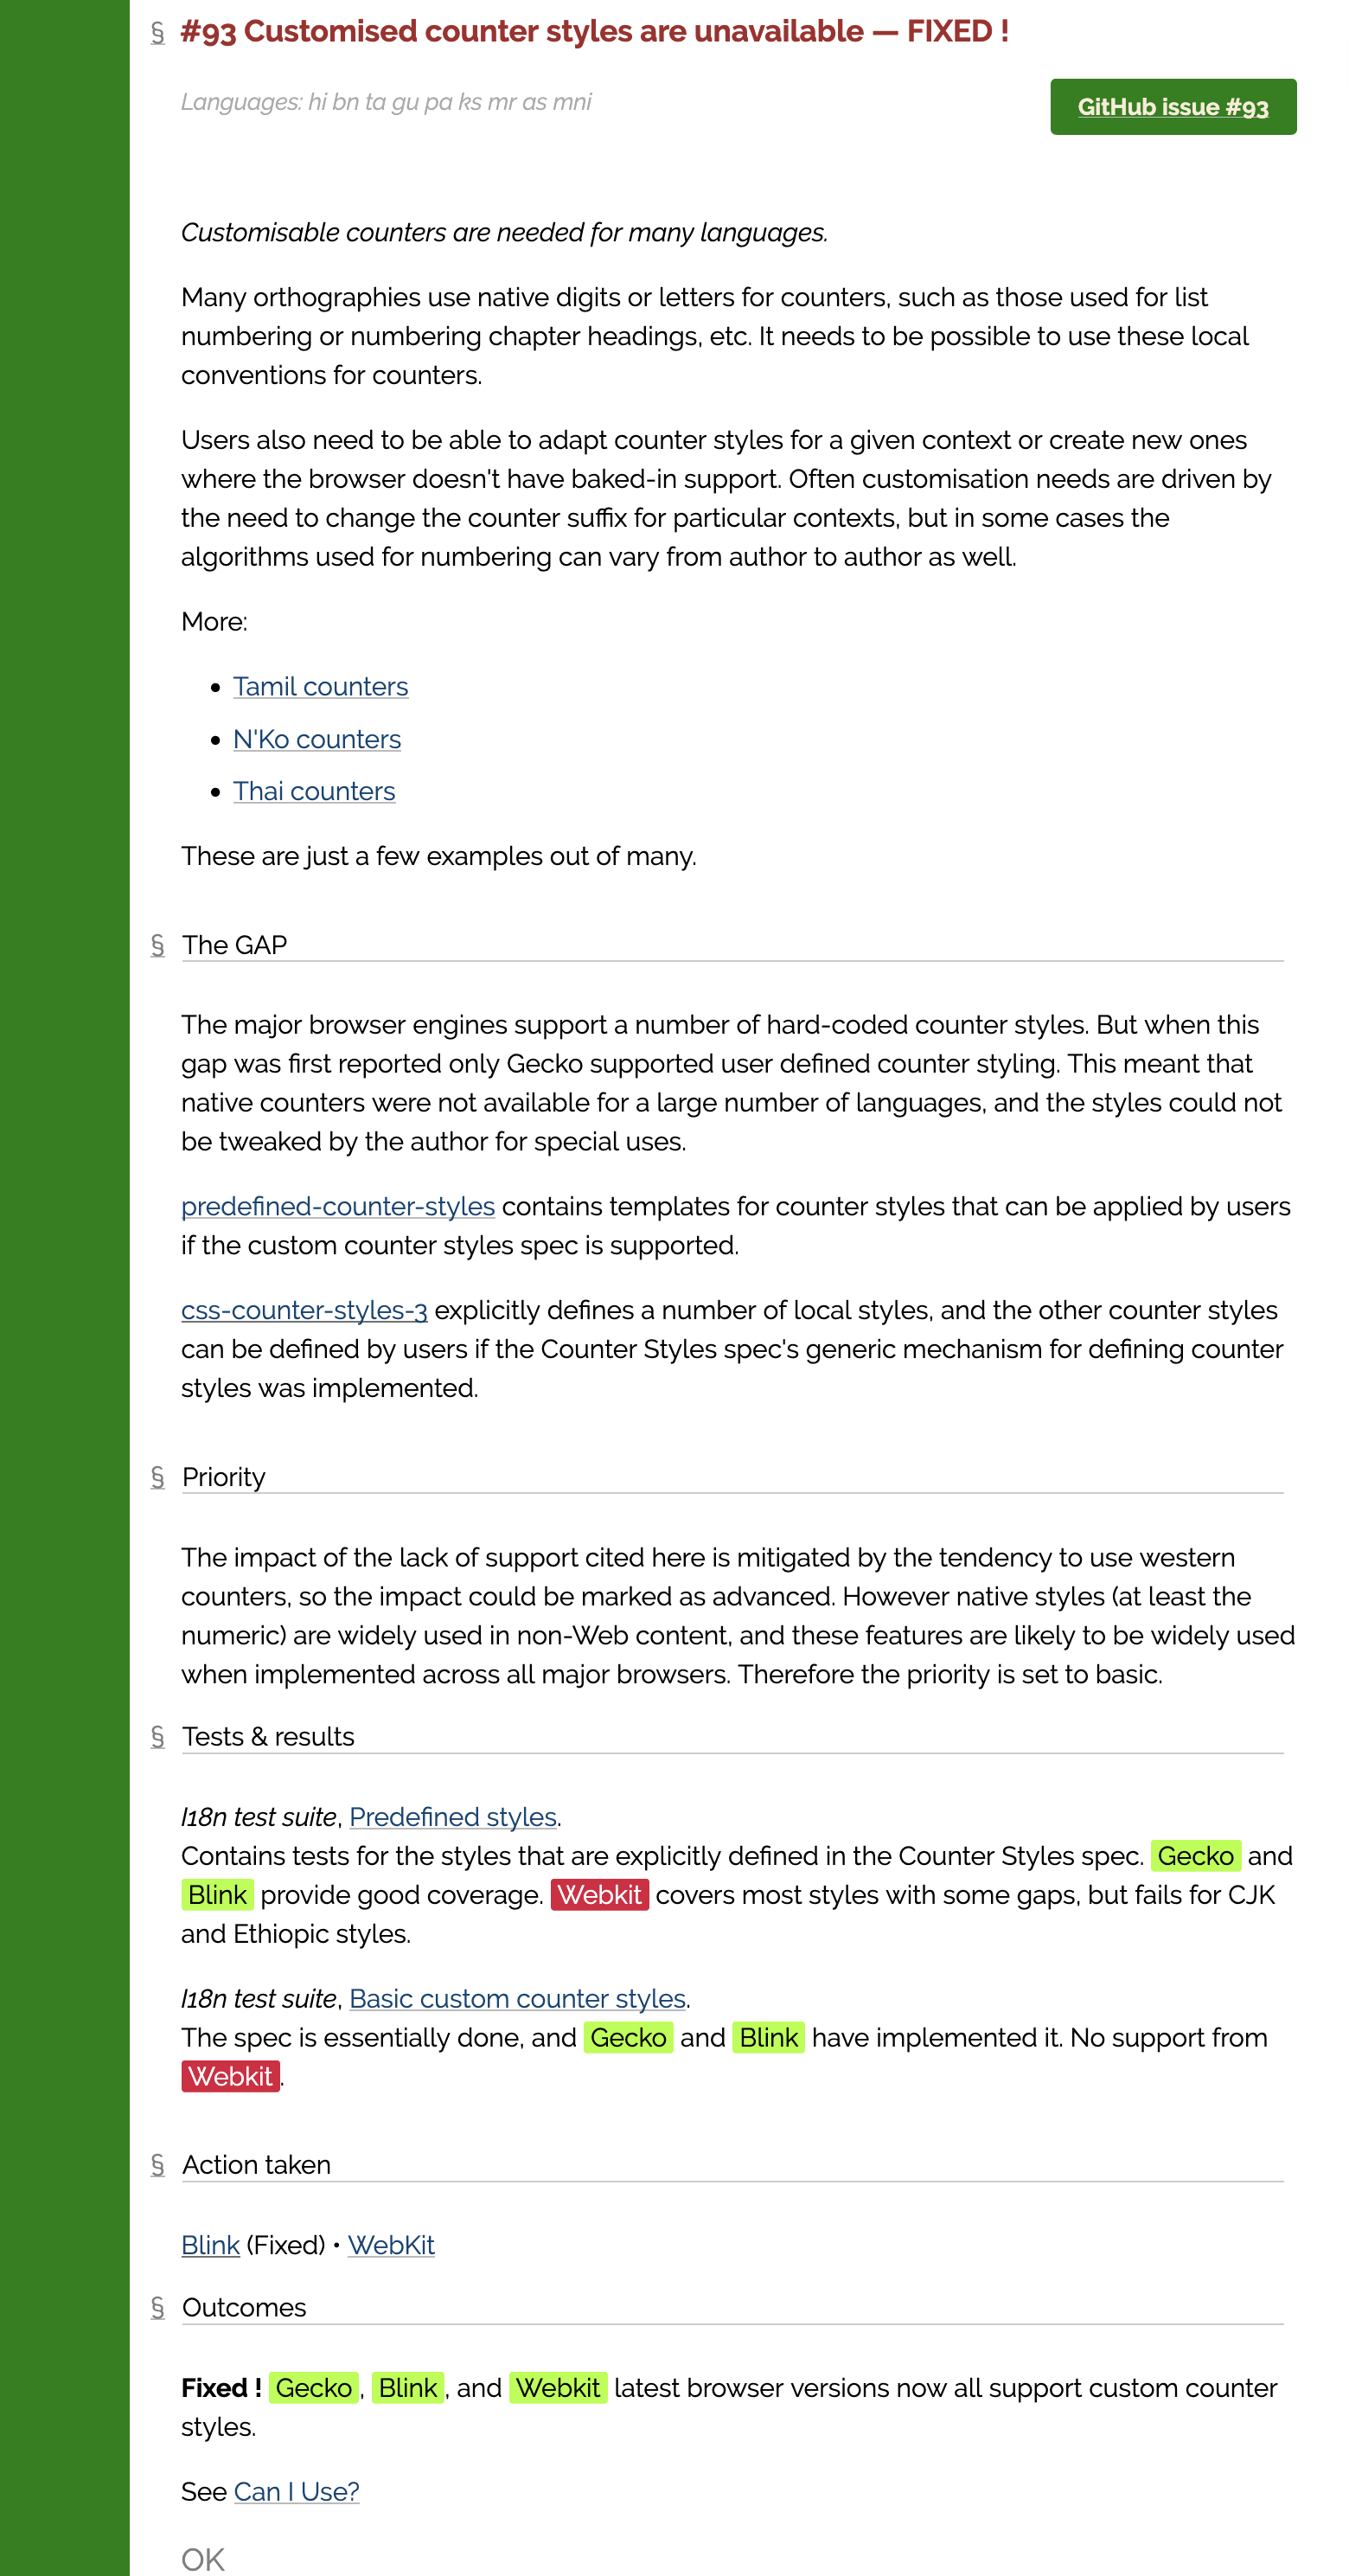 § #93 Customised counter styles are unavailable — FIXED !
Languages: hi bn ta gu pa ks mr as mni
GitHub issue #93
Customisable counters are needed for many languages.
Many orthographies use native digits or letters for counters, such as those used for list
numbering or numbering chapter headings, etc. It needs to be possible to use these local
conventions for counters.
Users also need to be able to adapt counter styles for a given context or create new ones
where the browser doesn't have baked-in support. Often customisation needs are driven by
the need to change the counter suffix for particular contexts, but in some cases the
algorithms used for numbering can vary from author to author as well.
More:
• Tamil counters
• N'Ko counters
• Thai counters
These are just a few examples out of many.
§ The GAP
The major browser engines support a number of hard-coded counter styles. But when this
gap was first reported only Gecko supported user defined counter styling. This meant that
native counters were not available for a large number of languages, and the styles could not
be tweaked by the author for special uses.
predefined-counter-styles contains templates for counter styles that can be applied by users
if the custom counter styles spec is supported.
css-counter-styles-3 explicitly defines a number of local styles, and the other counter styles
can be defined by users if the Counter Styles spec's generic mechanism for defining counter
styles was implemented.
§ Priority
The impact of the lack of support cited here is mitigated by the tendency to use western
counters, so the impact could be marked as advanced. However native styles (at least the
numeric) are widely used in non-Web content, and these features are likely to be widely used
when implemented across all major browsers. Therefore the priority is set to basic.
§ Tests & results
I18n test suite, Predefined styles.
Contains tests for the styles that are explicitly defined in the Counter Styles spec. Gecko and
Blink provide good coverage. Webkit covers most styles with some gaps, but fails for CJK
and Ethiopic styles.
I18n test suite, Basic custom counter styles.
The spec is essentially done, and Gecko and Blink have implemented it. No support from
Webkit.
§ Action taken
Blink (Fixed) • WebKit
§ Outcomes
Fixed ! Gecko, Blink, and Webkit latest browser versions now all support custom counter
styles.
See Can I Use?
OK